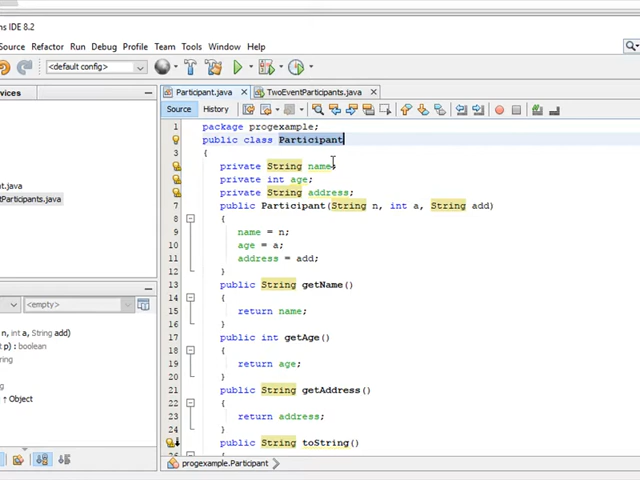 ns IDE 8.2
Source Refactor Run Debug Profile Team Tools Window Help
<default config>
vices
Participant.java TwoEventParticipants.java
Source History
1 package progexample;
2 public class Participant
3 {
private String name;
private int age;
private String address;
7 public Participant(String n, int a, String add)
8 {
9 name = n;
10 age = a;
11 address = add;
12 }
13 public String getName()
14 {
15 return name;
16 }
17 public int getAge()
18 {
19 return age;
20 }
21 public String getAddress()
22 {
23 return address;
24 }
public String toString()
nt.java
tParticipants.java
<empty>
n, int a, String add)
t p) : boolean
ring
g
↑ Object
progexample.Participant